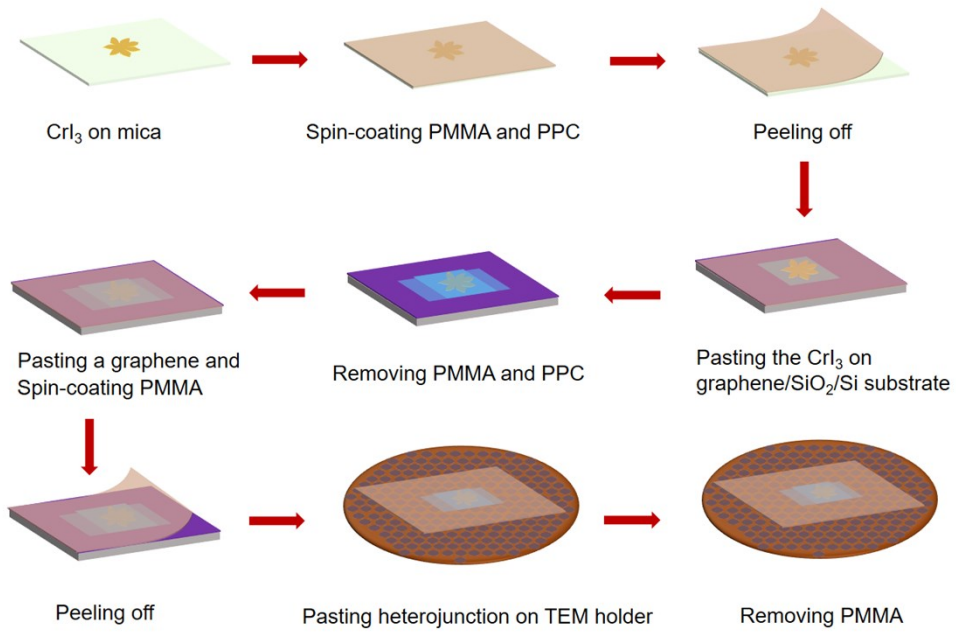 CrI₃ on mica
Spin-coating PMMA and PPC
Peeling off
Pasting the CrI₃ on
graphene/SiO₂/Si substrate
Removing PMMA and PPC
Pasting a graphene and
Spin-coating PMMA
Peeling off
Pasting heterojunction on TEM holder
Removing PMMA